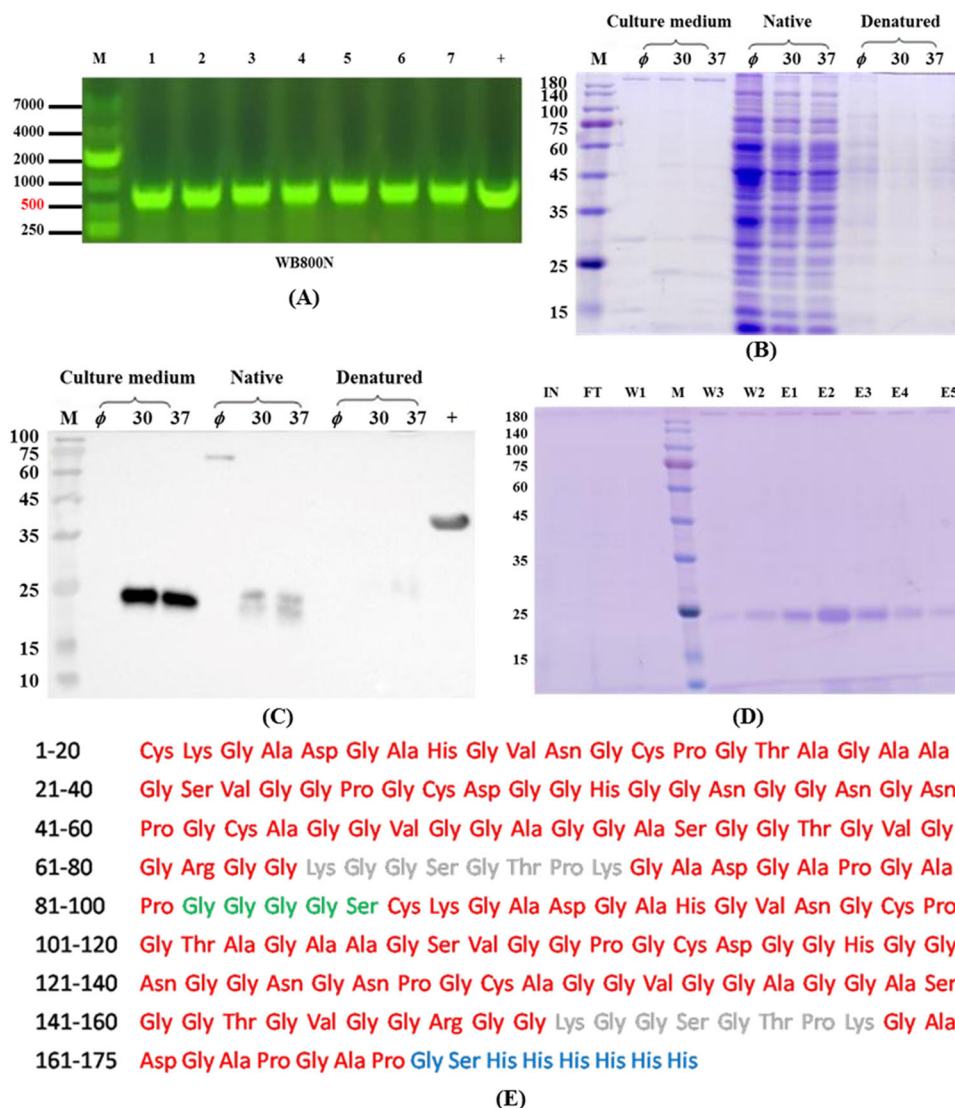 M 1 2 3 4 5 6 7 +
7000
4000
2000
1000
500
250
WB800N
(A)
Culture medium Native Denatured
M ϕ 30 37 ϕ 30 37 ϕ 30 37
180
140
100
75
60
45
35
25
15
(B)
Culture medium Native Denatured
M ϕ 30 37 ϕ 30 37 ϕ 30 37 +
100
75
60
45
35
25
15
10
(C)
IN FT W1 M W3 W2 E1 E2 E3 E4 E5
180
140
100
75
60
45
35
25
15
(D)
1-20 Cys Lys Gly Ala Asp Gly Ala His Gly Val Asn Gly Cys Pro Gly Thr Ala Gly Ala Ala
21-40 Gly Ser Val Gly Gly Pro Gly Cys Asp Gly Gly His Gly Gly Asn Gly Gly Asn Gly Asn
41-60 Pro Gly Cys Ala Gly Gly Val Gly Gly Ala Gly Gly Ala Ser Gly Gly Thr Gly Val Gly
61-80 Gly Arg Gly Gly Lys Gly Gly Ser Gly Thr Pro Lys Gly Ala Asp Gly Ala Pro Gly Ala
81-100 Pro Gly Gly Gly Gly Ser Cys Lys Gly Ala Asp Gly Ala His Gly Val Asn Gly Cys Pro
101-120 Gly Thr Ala Gly Ala Ala Gly Ser Val Gly Gly Pro Gly Cys Asp Gly Gly His Gly Gly
121-140 Asn Gly Gly Asn Gly Asn Pro Gly Cys Ala Gly Gly Val Gly Gly Ala Gly Gly Ala Ser
141-160 Gly Gly Thr Gly Val Gly Gly Arg Gly Gly Lys Gly Gly Ser Gly Thr Pro Lys Gly Ala
161-175 Asp Gly Ala Pro Gly Ala Pro Gly Ser His His His His His His
(E)